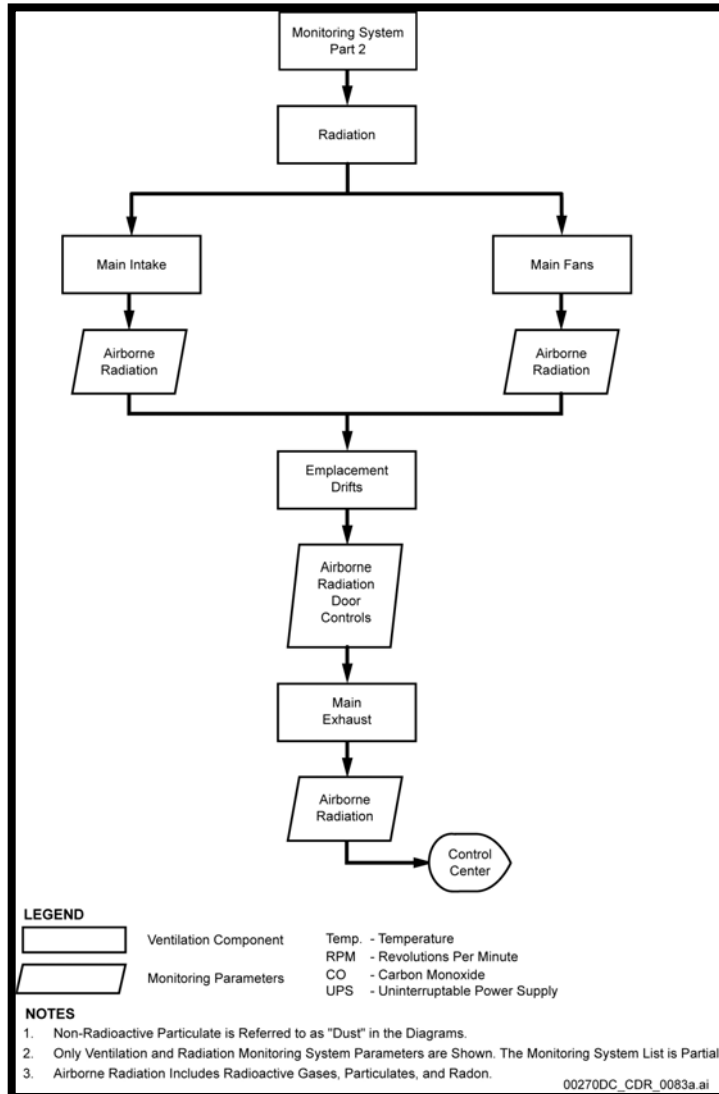 Monitoring System
Part 2
Radiation
Main Intake
Main Fans
Airborne
Radiation
Airborne
Radiation
Emplacement
Drifts
Airborne
Radiation
Door
Controls
Main
Exhaust
Airborne
Radiation
Control
Center
LEGEND
Ventilation Component
Monitoring Parameters
Temp. - Temperature
RPM - Revolutions Per Minute
CO - Carbon Monoxide
UPS - Uninterruptable Power Supply
NOTES
1. Non-Radioactive Particulate is Referred to as "Dust" in the Diagrams.
2. Only Ventilation and Radiation Monitoring System Parameters are Shown. The Monitoring System List is Partial
3. Airborne Radiation Includes Radioactive Gases, Particulates, and Radon.
00270DC_CDR_0083a.ai